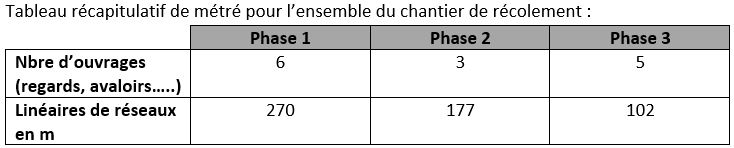 Tableau récapitulatif de métré pour l’ensemble du chantier de récolement :
Phase 1 Phase 2 Phase 3
Nbre d’ouvrages 6 3 5
(regards, avaloirs…..)
Linéaires de réseaux 270 177 102
en m